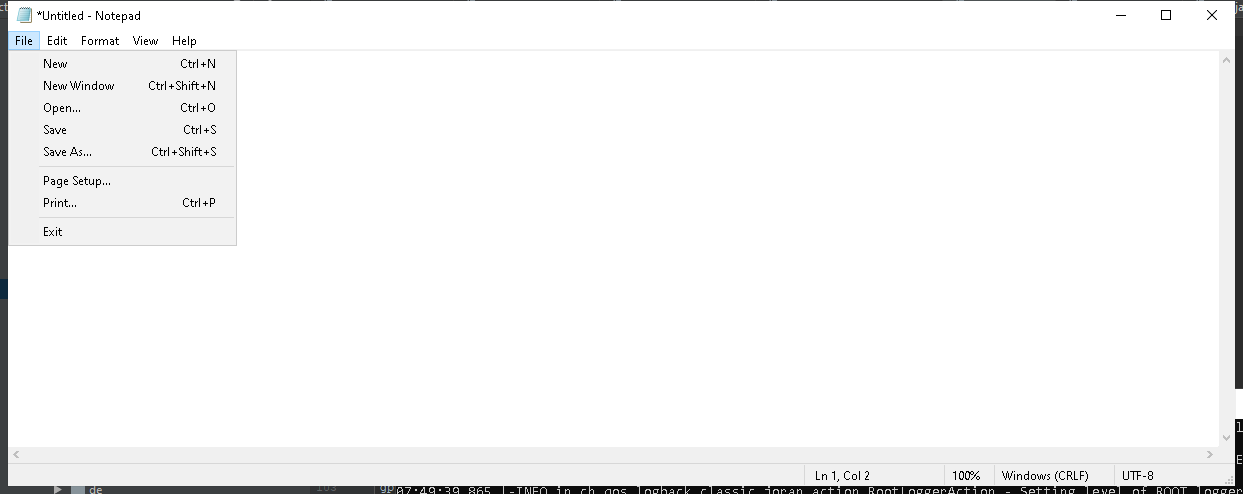 *Untitled - Notepad
File Edit Format View Help
New Ctrl+N
New Window Ctrl+Shift+N
Open... Ctrl+O
Save Ctrl+S
Save As... Ctrl+Shift+S
Page Setup... 
Print... Ctrl+P
Exit
Ln 1, Col 2 100% Windows (CRLF) UTF-8
de 07:49:39,865 |-INFO in ch.qos.logback.classic.joran.action.RootLoggerAction - Setting level of ROOT logger